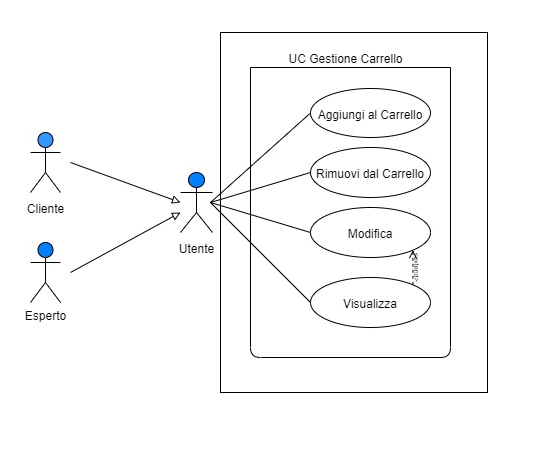 UC Gestione Carrello
Aggiungi al Carrello
Rimuovi dal Carrello
Cliente
Utente
Modifica
Esperto
Visualizza